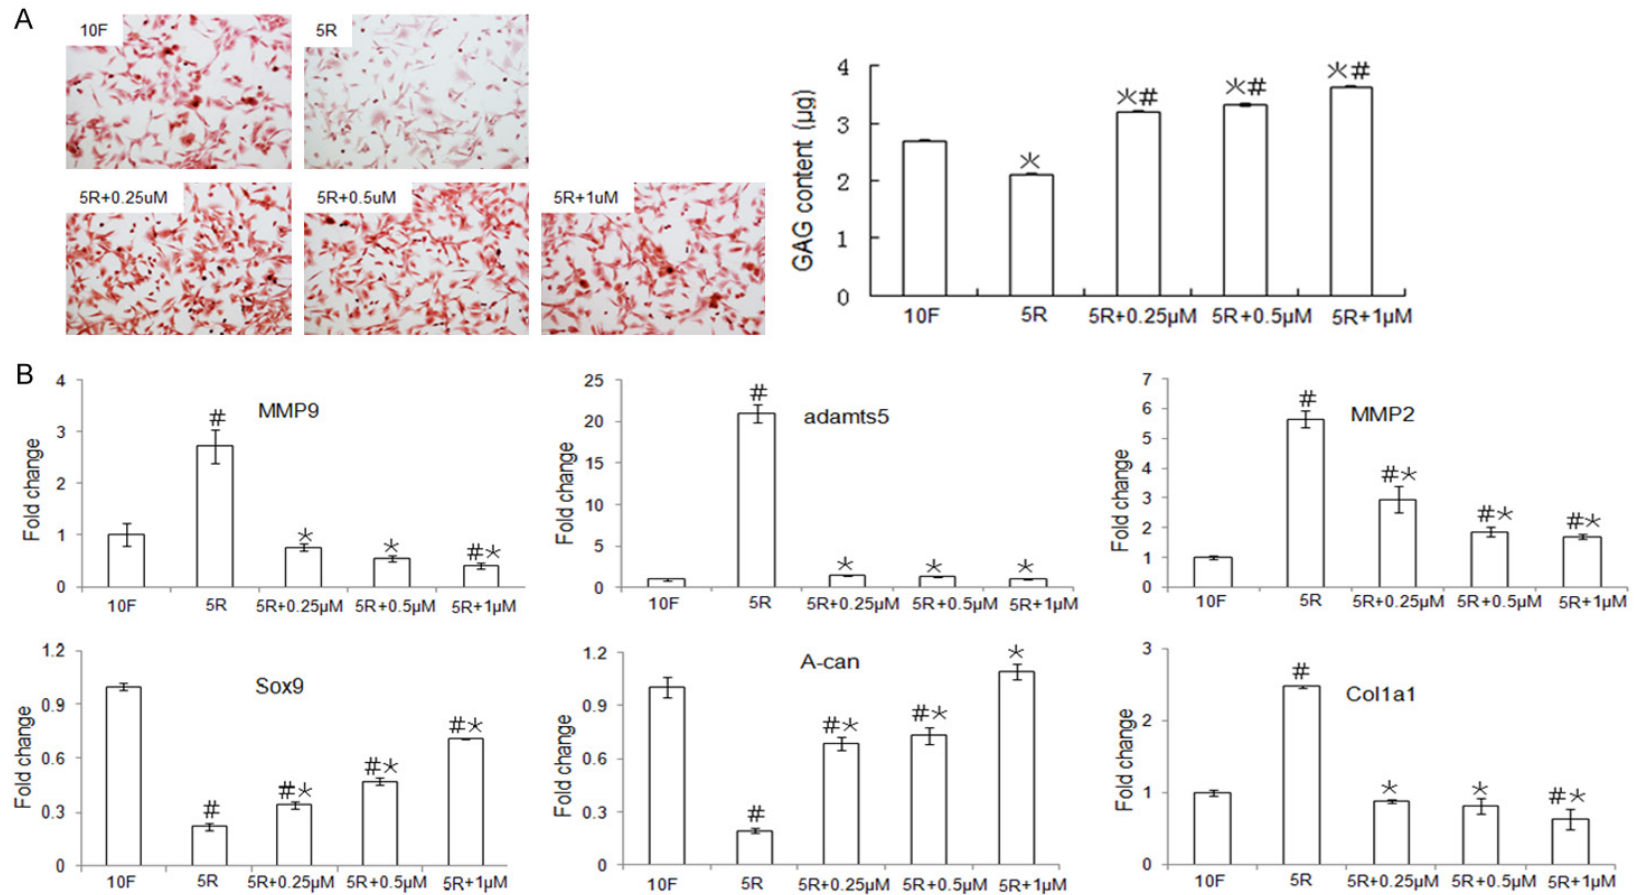 A
10F
5R
5R+0.25uM
5R+0.5uM
5R+1uM
GAG content (μg)
4
3
2
1
0
*
*#
*#
*#
10F
5R
5R+0.25μM
5R+0.5μM
5R+1μM
B
MMP9
Fold change
4
3
2
1
0
#
*
*
#*
10F
5R
5R+0.25μM
5R+0.5μM
5R+1μM
adamts5
Fold change
25
20
15
10
5
0
#
*
*
*
10F
5R
5R+0.25μM
5R+0.5μM
5R+1μM
MMP2
Fold change
7
6
5
4
3
2
1
0
#
#*
#*
#*
10F
5R
5R+0.25μM
5R+0.5μM
5R+1μM
Sox9
Fold change
1.2
0.9
0.6
0.3
0
#
#*
#*
#*
10F
5R
5R+0.25μM
5R+0.5μM
5R+1μM
A-can
Fold change
1.2
0.9
0.6
0.3
0
#
#*
#*
*
10F
5R
5R+0.25μM
5R+0.5μM
5R+1μM
Col1a1
Fold change
3
2
1
0
#
*
*
#*
10F
5R
5R+0.25μM
5R+0.5μM
5R+1μM